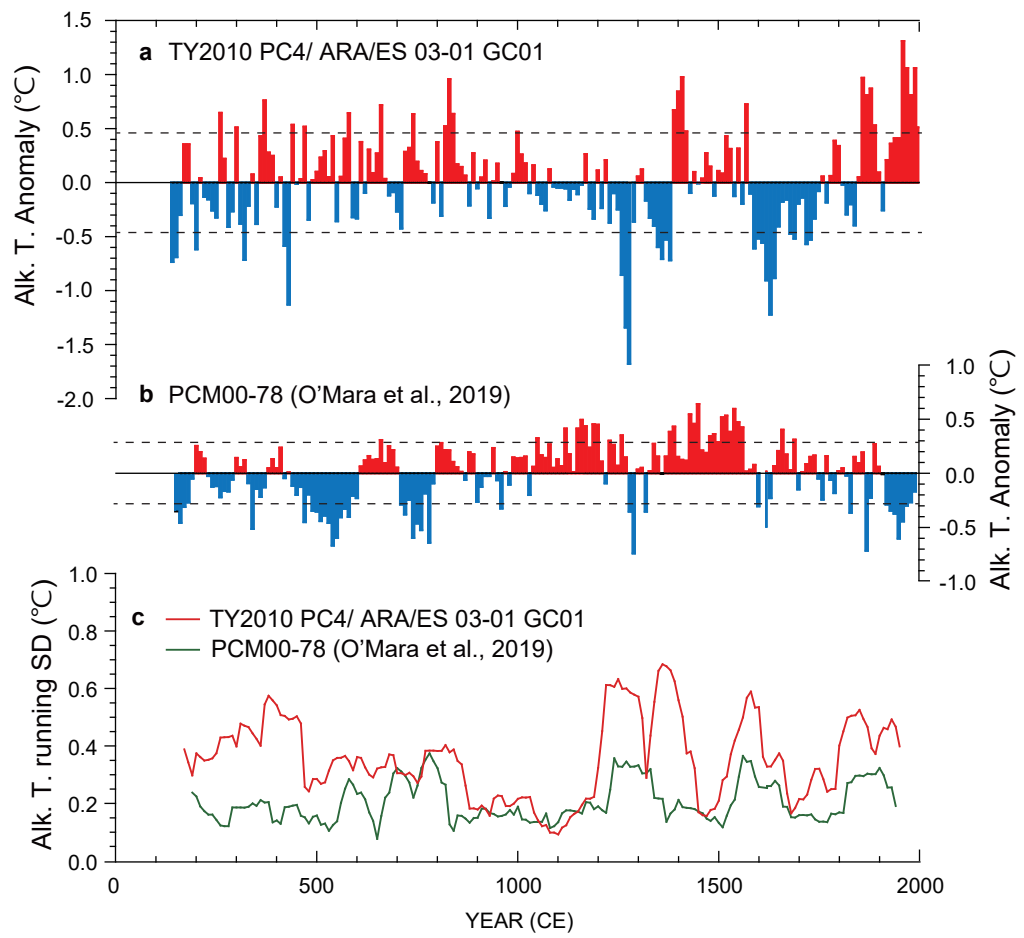 1.5
a TY2010 PC4/ ARA/ES 03-01 GC01
1.0
0.5
0.0
-0.5
-1.0
-1.5
-2.0
Alk. T. Anomaly (°C)
b PCM00-78 (O'Mara et al., 2019)
1.0
0.5
0.0
-0.5
-1.0
Alk. T. Anomaly (°C)
1.0
c TY2010 PC4/ ARA/ES 03-01 GC01
PCM00-78 (O'Mara et al., 2019)
0.8
0.6
0.4
0.2
0.0
Alk. T. running SD (°C)
0 500 1000 1500 2000
YEAR (CE)